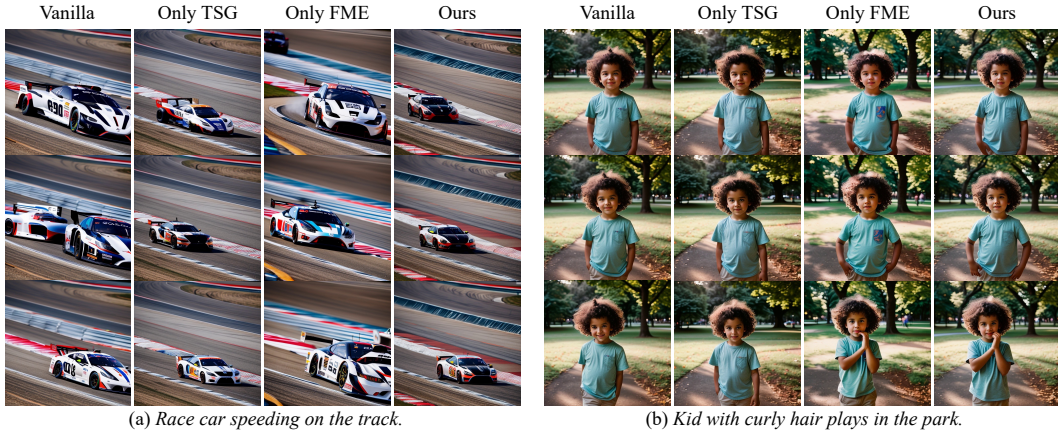 Vanilla Only TSG Only FME Ours Vanilla Only TSG Only FME Ours
(a) Race car speeding on the track. (b) Kid with curly hair plays in the park.